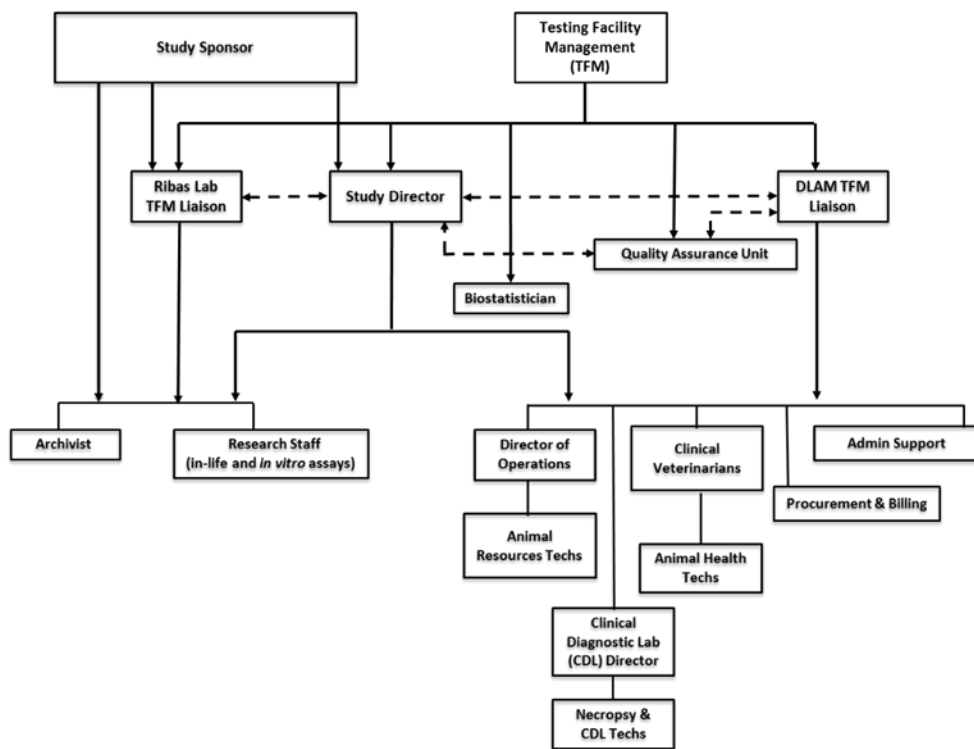 Study Sponsor
Testing Facility
Management
(TFM)
Ribas Lab
TFM Liaison
Study Director
DLAM TFM
Liaison
Quality Assurance Unit
Biostatistician
Archivist
Research Staff
(in-life and in vitro assays)
Director of
Operations
Clinical
Veterinarians
Admin Support
Procurement & Billing
Animal
Resources Techs
Animal Health
Techs
Clinical
Diagnostic Lab
(CDL) Director
Necropsy &
CDL Techs